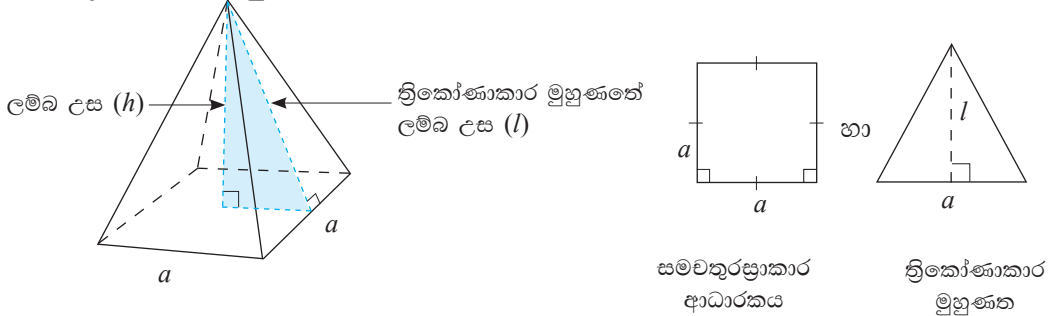 ලම්බ උස (h)
ත්‍රිකෝණාකාර මුහුණතේ
ලම්බ උස (l)
a
a
a
a
හා
l
a
සමචතුරස්‍රාකාර
ආධාරකය
ත්‍රිකෝණාකාර
මුහුණත